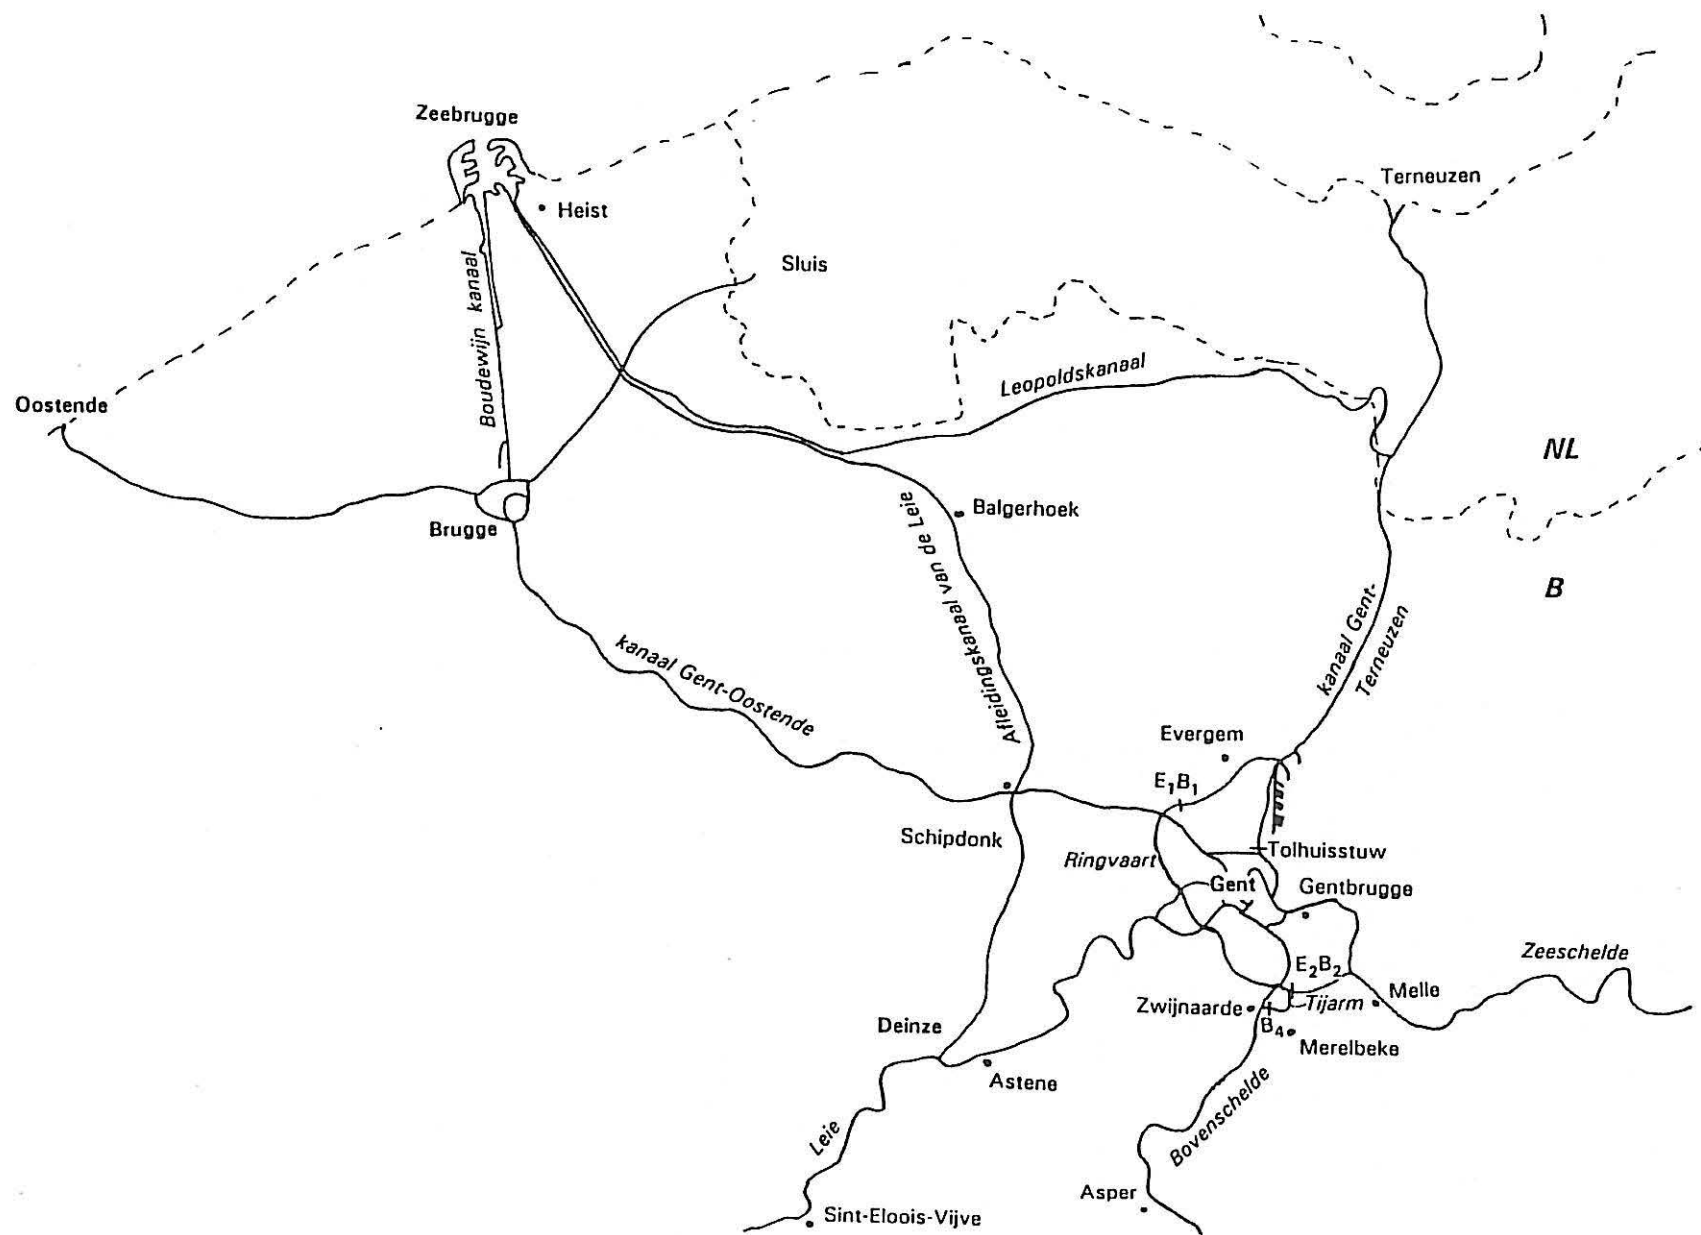 Zeebrugge
Terneuzen
Heist
Sluis
Boudewijn kanaal
Leopoldskanaal
Oostende
NL
Balgerhoek
Brugge
Afleidingskanaal van de Leie
B
kanaal Gent-
Terneuzen
kanaal Gent-Oostende
Evergem
E₁B₁
Schipdonk
Ringvaart
Tolhuisstuw
Gent
Gentbrugge
Zeeschelde
E₂B₂
Zwijnaarde
Tijarm
Melle
B₄
Merelbeke
Deinze
Astene
Bovenschelde
Leie
Asper
Sint-Eloois-Vijve